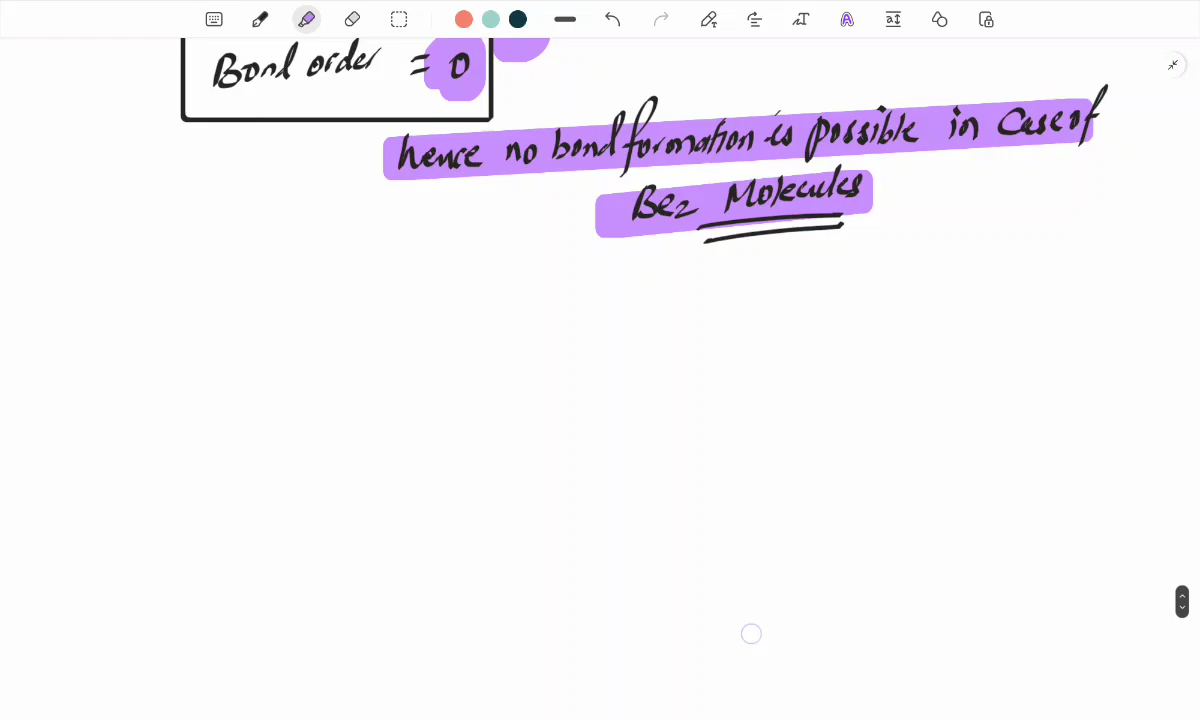 Bond order = 0
hence no bond formation is possible in Case of
Be2 Molecules